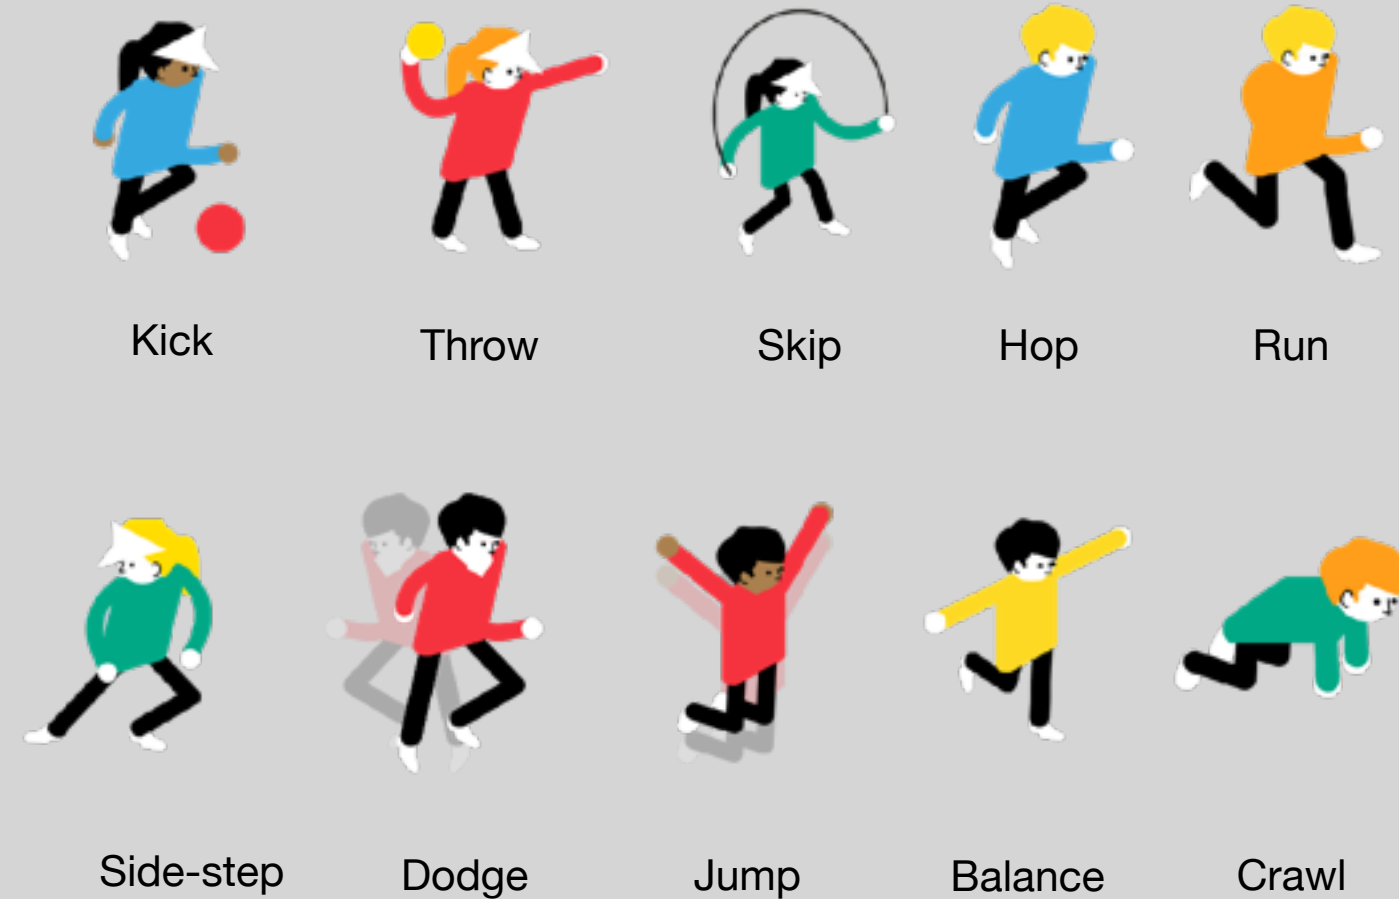 Kick
Throw
Skip
Hop
Run
Side-step
Dodge
Jump
Balance
Crawl